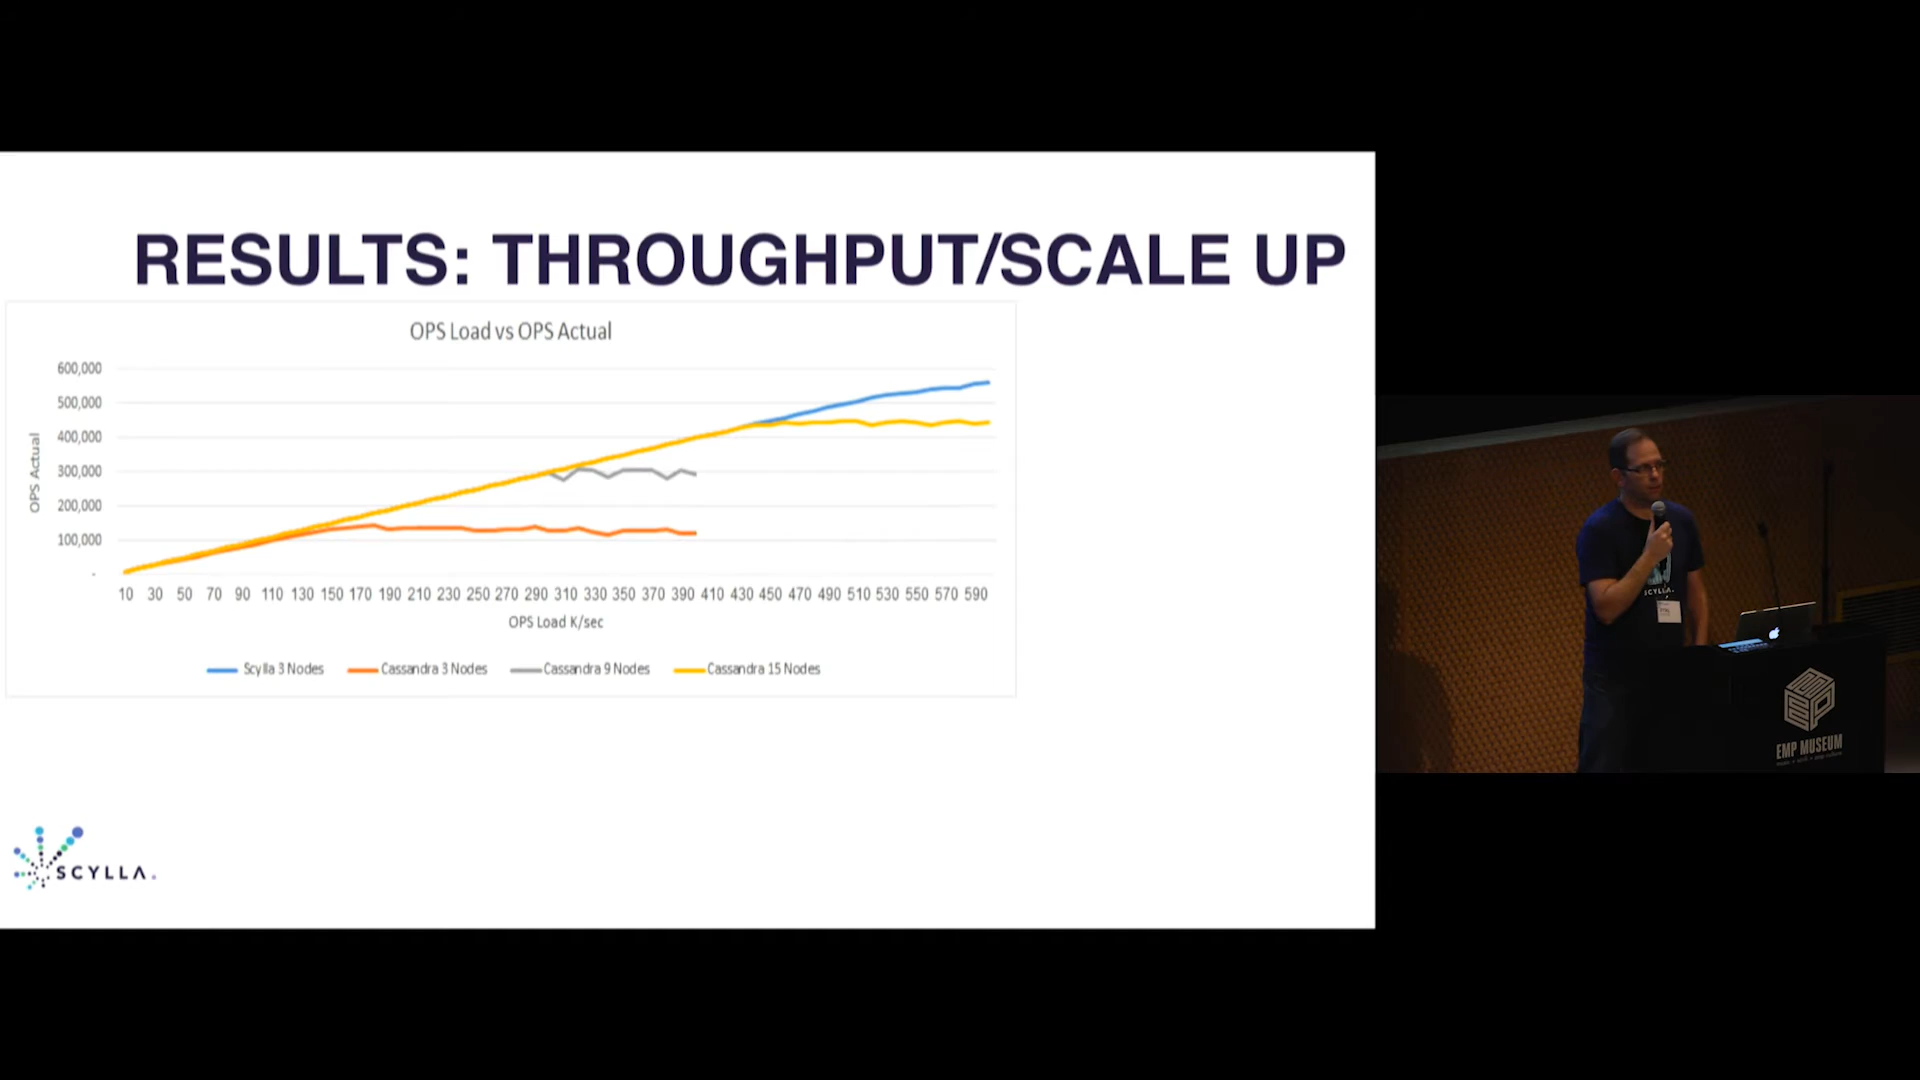 RESULTS: THROUGHPUT/SCALE UP
OPS Load vs OPS Actual
600,000
500,000
400,000
300,000
200,000
100,000
-
OPS Actual
10 30 50 70 90 110 130 150 170 190 210 230 250 270 290 310 330 350 370 390 410 430 450 470 490 510 530 550 570 590
OPS Load K/sec
Scylla 3 Nodes Cassandra 3 Nodes Cassandra 9 Nodes Cassandra 15 Nodes
SCYLLA.
SCYLLA.
EMP MUSEUM